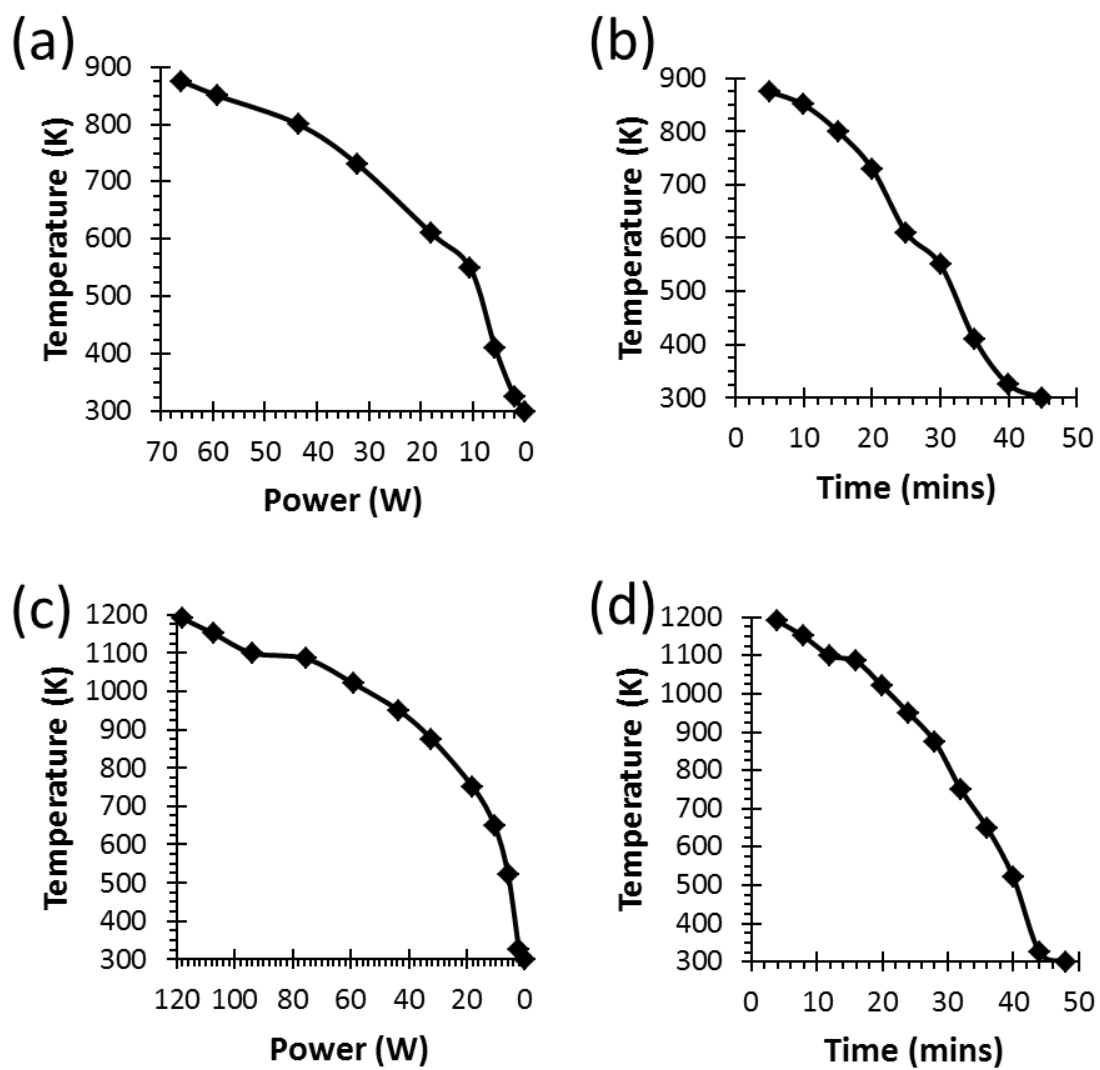 (a)
900
800
700
600
500
400
300
70 60 50 40 30 20 10 0
Temperature (K)
Power (W)
(b)
900
800
700
600
500
400
300
0 10 20 30 40 50
Temperature (K)
Time (mins)
(c)
1200
1100
1000
900
800
700
600
500
400
300
120 100 80 60 40 20 0
Temperature (K)
Power (W)
(d)
1200
1100
1000
900
800
700
600
500
400
300
0 10 20 30 40 50
Temperature (K)
Time (mins)